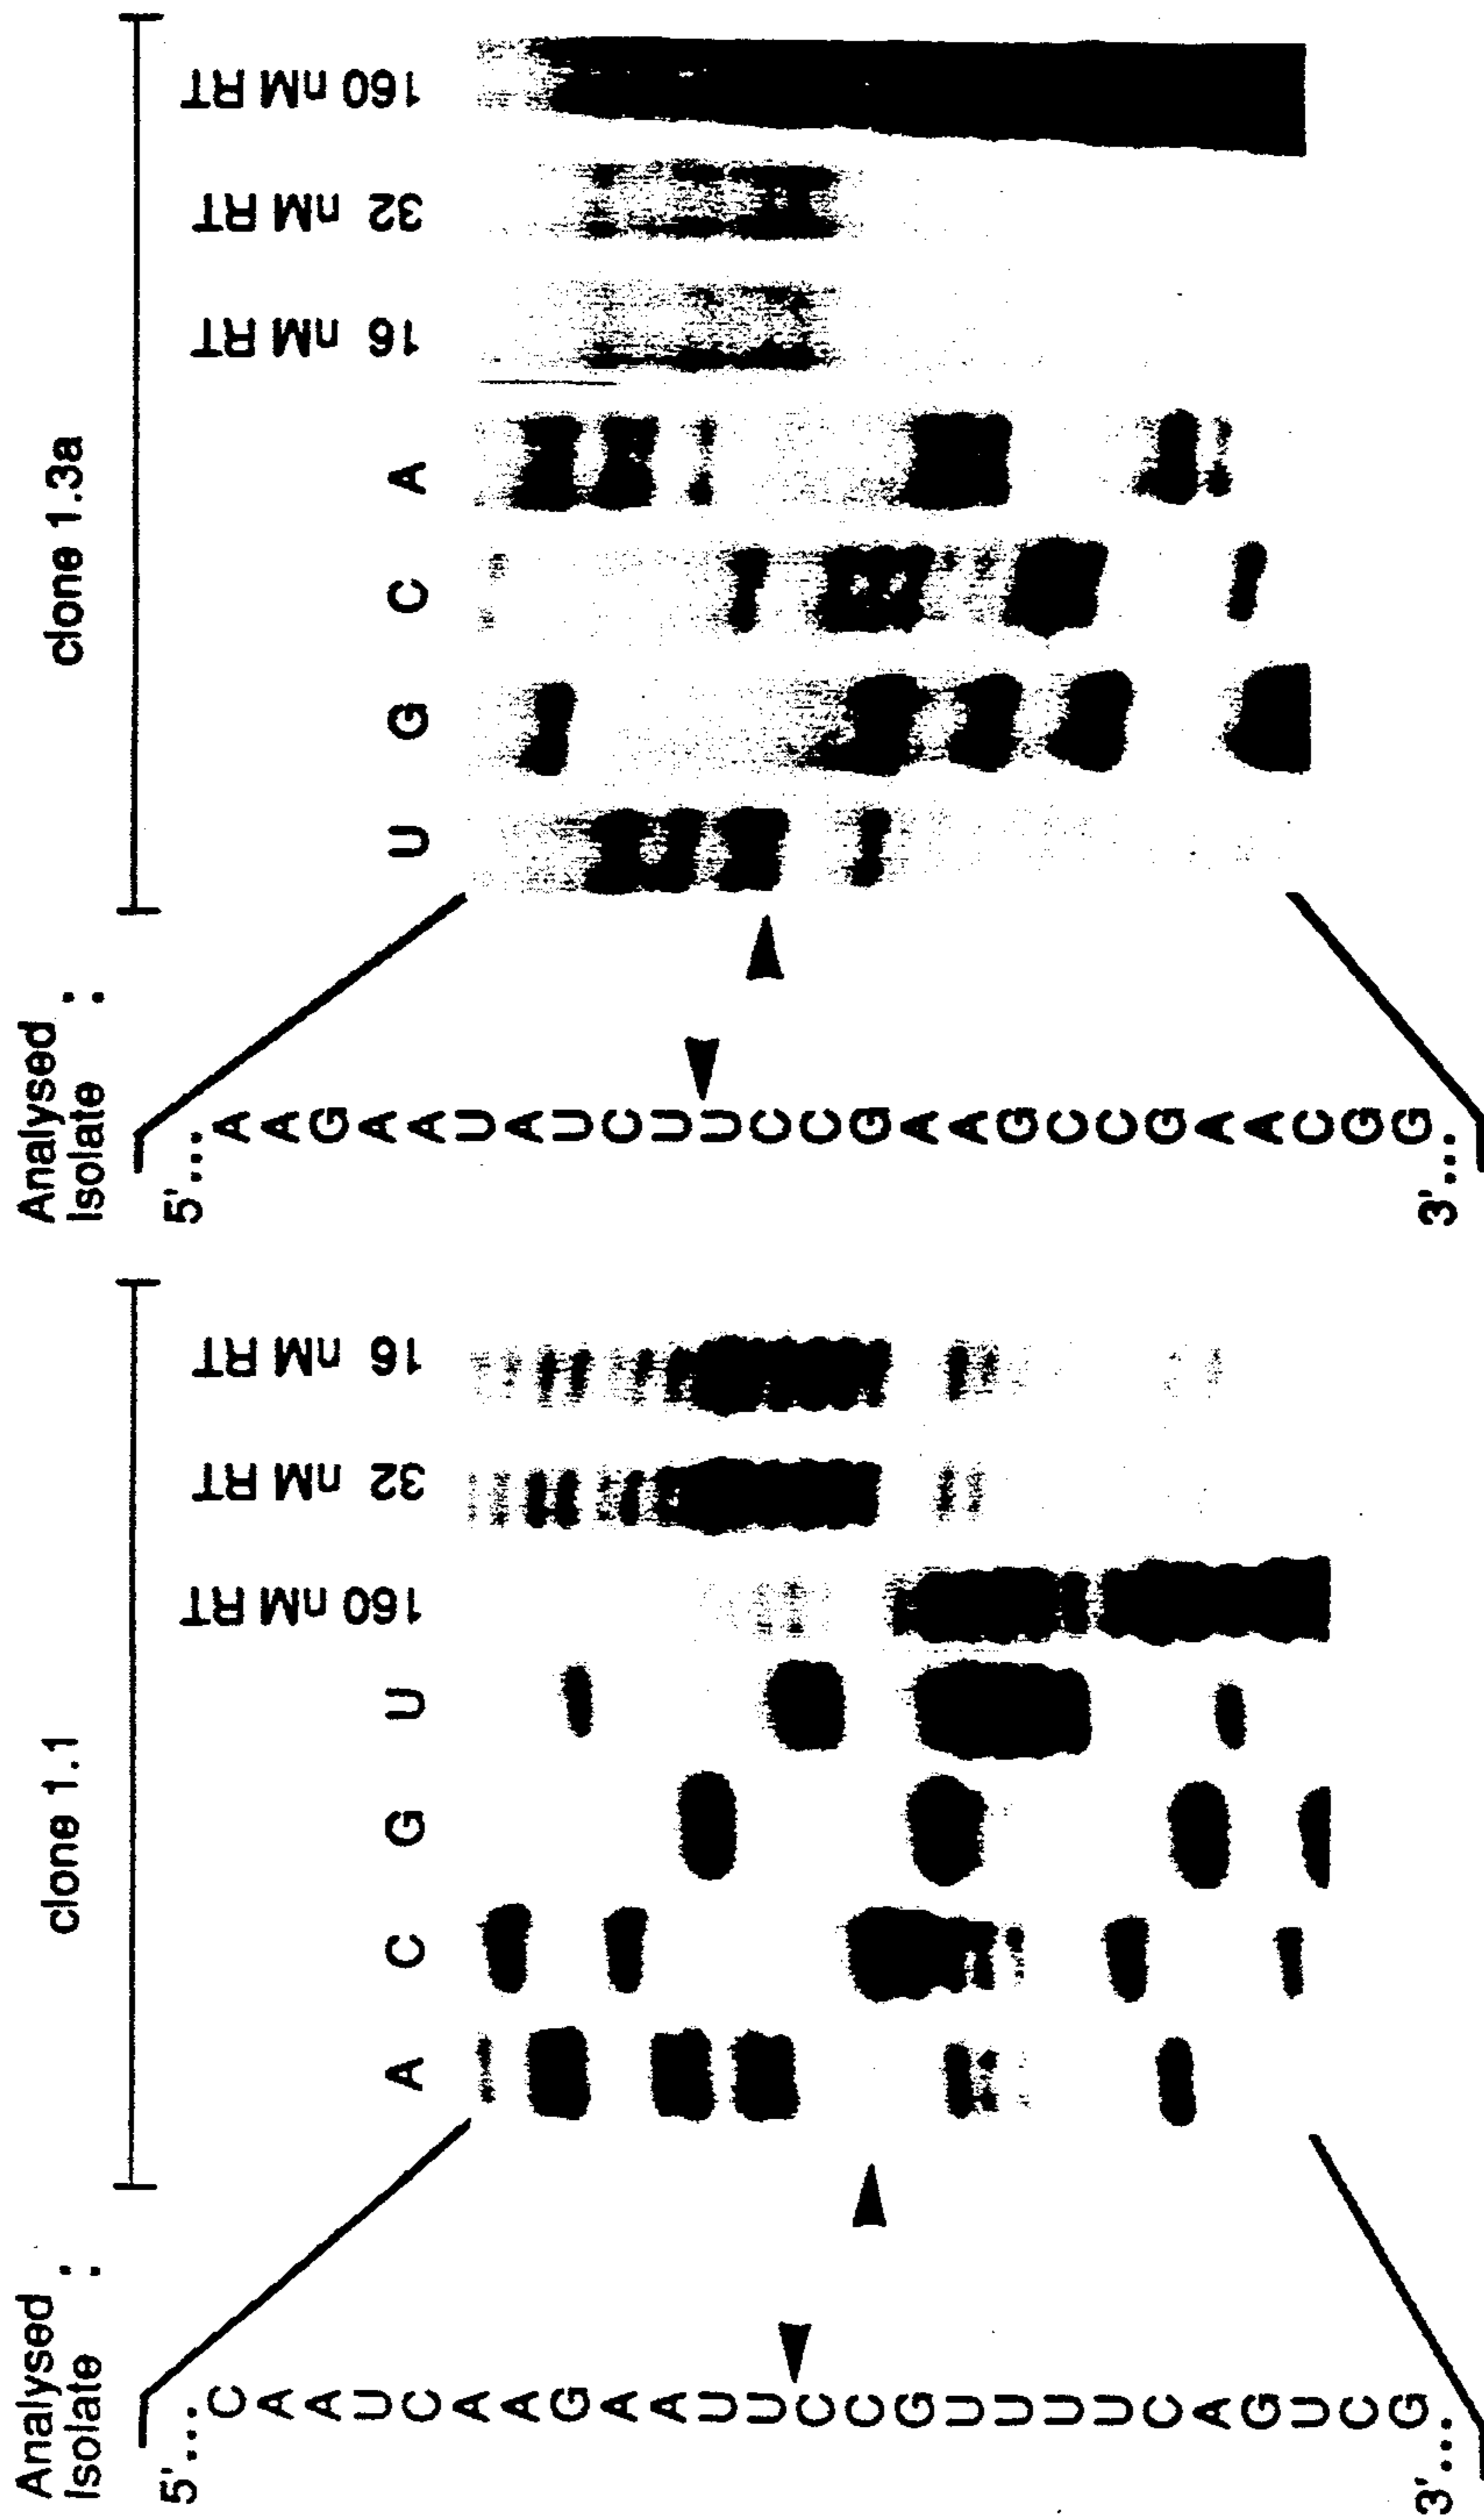 Analysed isolate :
clone 1.1
A
C
G
U
160 nM RT
32 nM RT
16 nM RT
5'...CAAUCAAGAAUUCCGUUUUCAGUCG...3'
Analysed isolate :
clone 1.3a
U
G
C
A
16 nM RT
32 nM RT
160 nM RT
5'...AAGAAUAUCUUCCGAAGCCGAACGG...3'